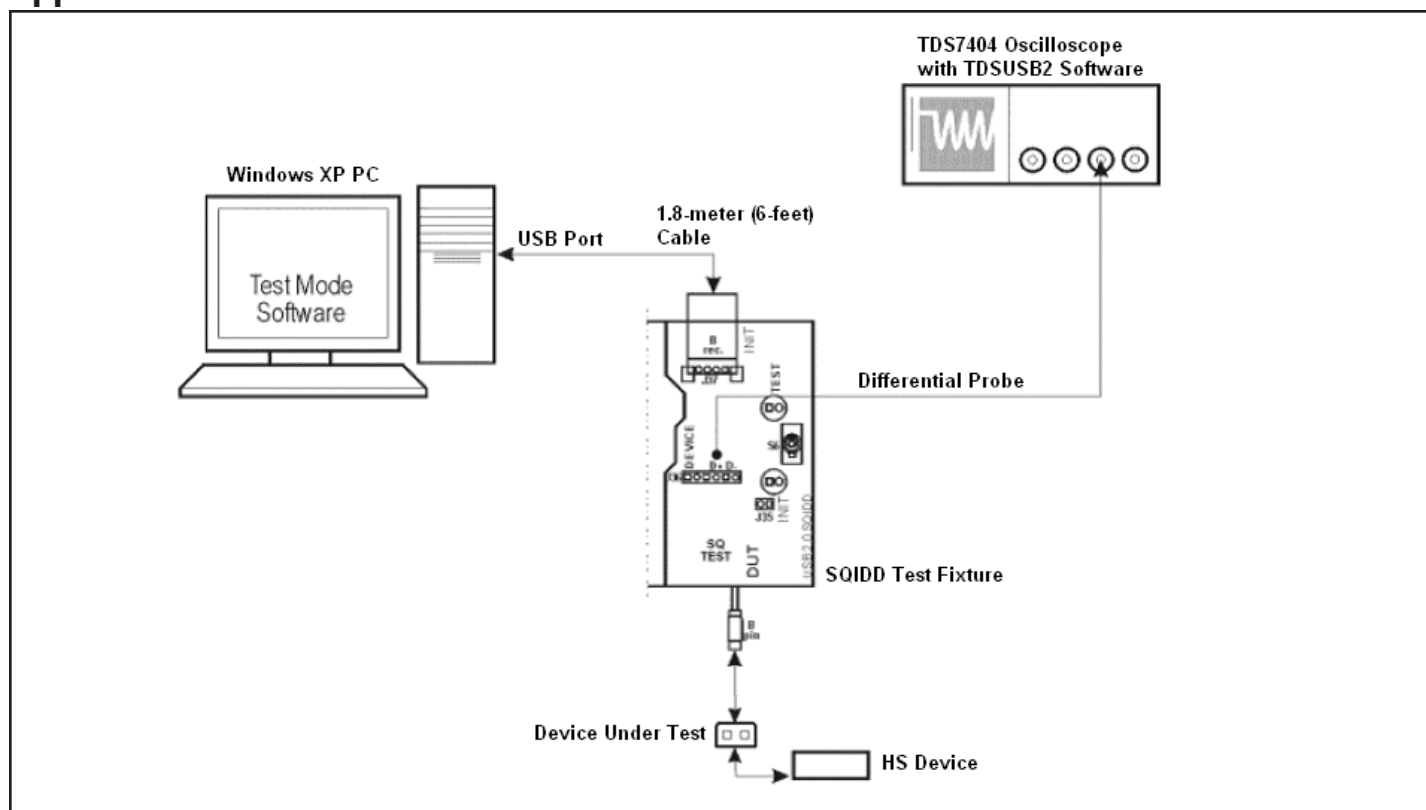 TDS7404 Oscilloscope
with TDSUSB2 Software
Windows XP PC
1.8-meter (6-feet)
Cable
USB Port
Test Mode
Software
B
rec.
INIT
J37
TEST
Differential Probe
DEVICE
S6
D+ D-
INIT
J35
SQ
TEST
DUT
USB2.0SQIDD
SQIDD Test Fixture
B
pin
Device Under Test
HS Device